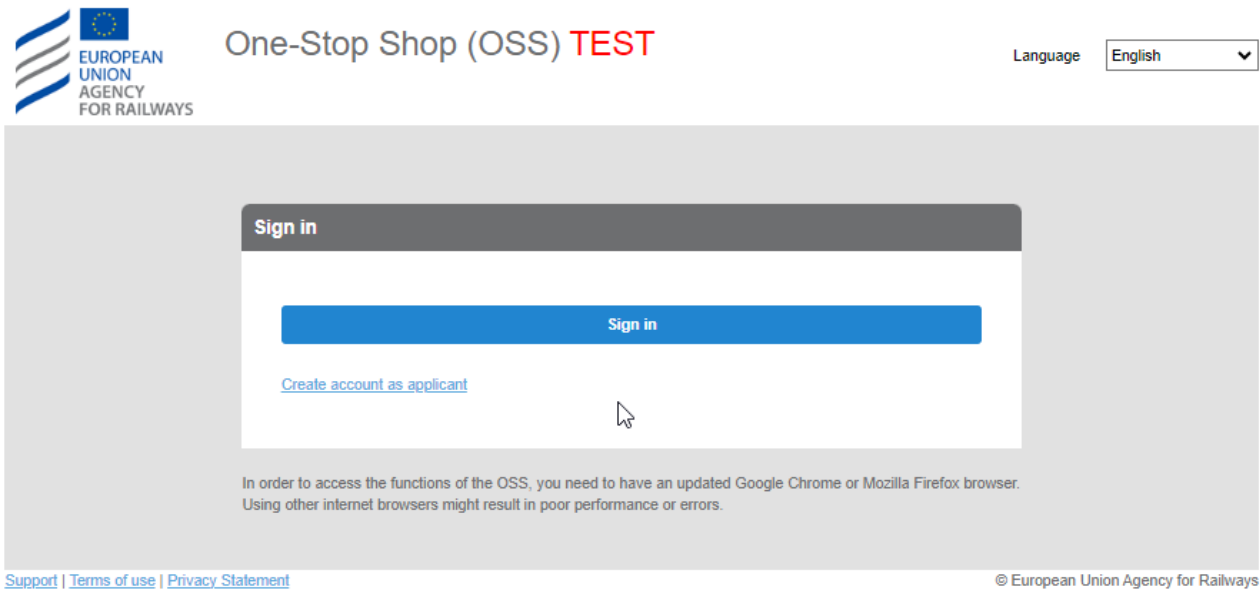 EUROPEAN
UNION
AGENCY
FOR RAILWAYS
One-Stop Shop (OSS) TEST
Language
English
Sign in
Sign in
Create account as applicant
In order to access the functions of the OSS, you need to have an updated Google Chrome or Mozilla Firefox browser.
Using other internet browsers might result in poor performance or errors.
Support | Terms of use | Privacy Statement
© European Union Agency for Railways